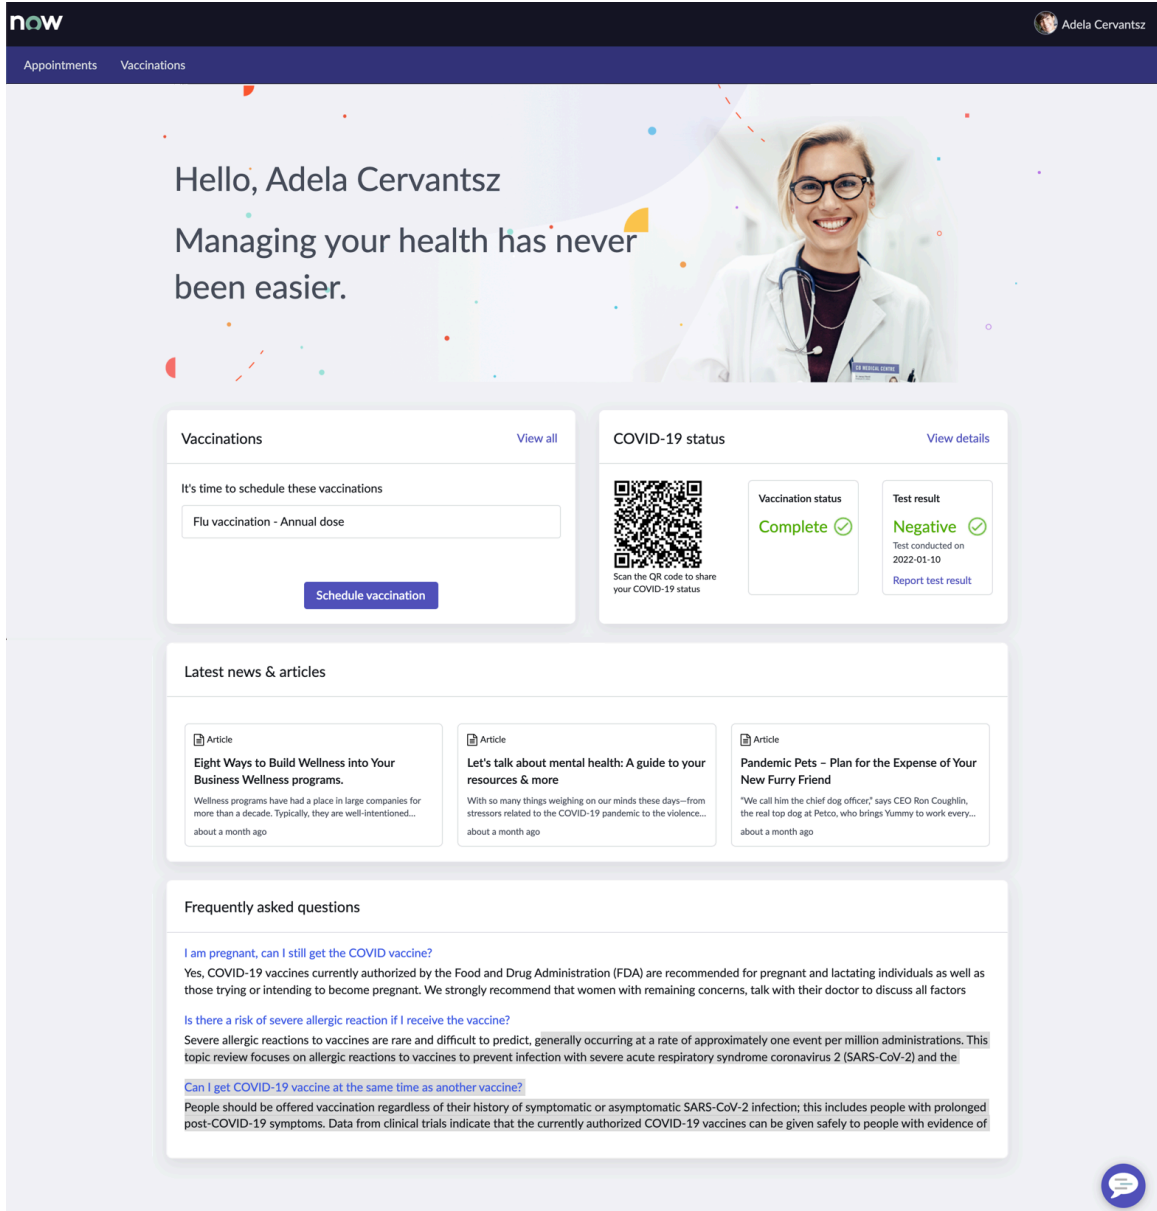 now
Adela Cervantsz
Appointments
Vaccinations
Hello, Adela Cervantsz
Managing your health has never
been easier.
CR MEDICAL CENTRE
Vaccinations
View all
It's time to schedule these vaccinations
Flu vaccination - Annual dose
Schedule vaccination
COVID-19 status
View details
Scan the QR code to share
your COVID-19 status
Vaccination status
Complete
Test result
Negative
Test conducted on
2022-01-10
Report test result
Latest news & articles
Article
Eight Ways to Build Wellness into Your
Business Wellness programs.
Wellness programs have had a place in large companies for
more than a decade. Typically, they are well-intentioned...
about a month ago
Article
Let's talk about mental health: A guide to your
resources & more
With so many things weighing on our minds these days—from
stressors related to the COVID-19 pandemic to the violence...
about a month ago
Article
Pandemic Pets – Plan for the Expense of Your
New Furry Friend
"We call him the chief dog officer," says CEO Ron Coughlin,
the real top dog at Petco, who brings Yummy to work every...
about a month ago
Frequently asked questions
I am pregnant, can I still get the COVID vaccine?
Yes, COVID-19 vaccines currently authorized by the Food and Drug Administration (FDA) are recommended for pregnant and lactating individuals as well as
those trying or intending to become pregnant. We strongly recommend that women with remaining concerns, talk with their doctor to discuss all factors
Is there a risk of severe allergic reaction if I receive the vaccine?
Severe allergic reactions to vaccines are rare and difficult to predict, generally occurring at a rate of approximately one event per million administrations. This
topic review focuses on allergic reactions to vaccines to prevent infection with severe acute respiratory syndrome coronavirus 2 (SARS-CoV-2) and the
Can I get COVID-19 vaccine at the same time as another vaccine?
People should be offered vaccination regardless of their history of symptomatic or asymptomatic SARS-CoV-2 infection; this includes people with prolonged
post-COVID-19 symptoms. Data from clinical trials indicate that the currently authorized COVID-19 vaccines can be given safely to people with evidence of